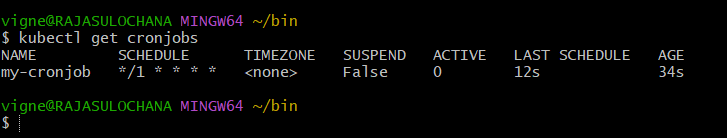 vigne@RAJASULOCHANA MINGW64 ~/bin
$ kubectl get cronjobs
NAME SCHEDULE TIMEZONE SUSPEND ACTIVE LAST SCHEDULE AGE
my-cronjob */1 * * * * <none> False 0 12s 34s
vigne@RAJASULOCHANA MINGW64 ~/bin
$